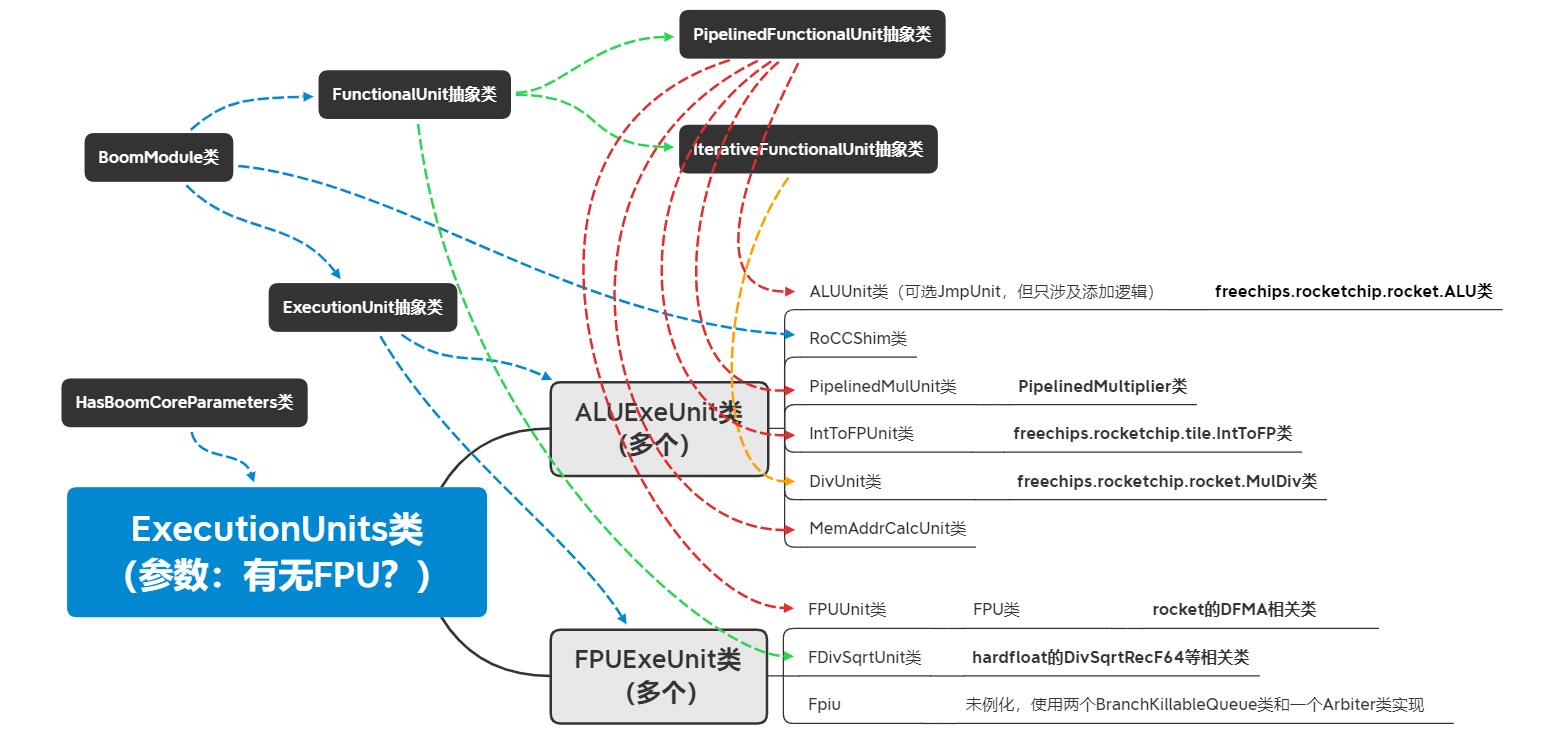 PipelinedFunctionalUnit抽象类
FunctionalUnit抽象类
BoomModule类
IterativeFunctionalUnit抽象类
ExecutionUnit抽象类
ALUUnit类（可选JmpUnit，但只涉及添加逻辑） freechips.rocketchip.rocket.ALU类
RoCCShim类
PipelinedMulUnit类 PipelinedMultiplier类
HasBoomCoreParameters类
ALUExeUnit类
（多个）
IntToFPUnit类 freechips.rocketchip.tile.IntToFP类
DivUnit类 freechips.rocketchip.rocket.MulDiv类
MemAddrCalcUnit类
ExecutionUnits类
（参数：有无FPU？）
FPUUnit类 FPU类 rocket的DFMA相关类
FPUExeUnit类
（多个）
FDivSqrtUnit类 hardfloat的DivSqrtRecF64等相关类
Fpiu 未例化，使用两个BranchKillableQueue类和一个Arbiter类实现